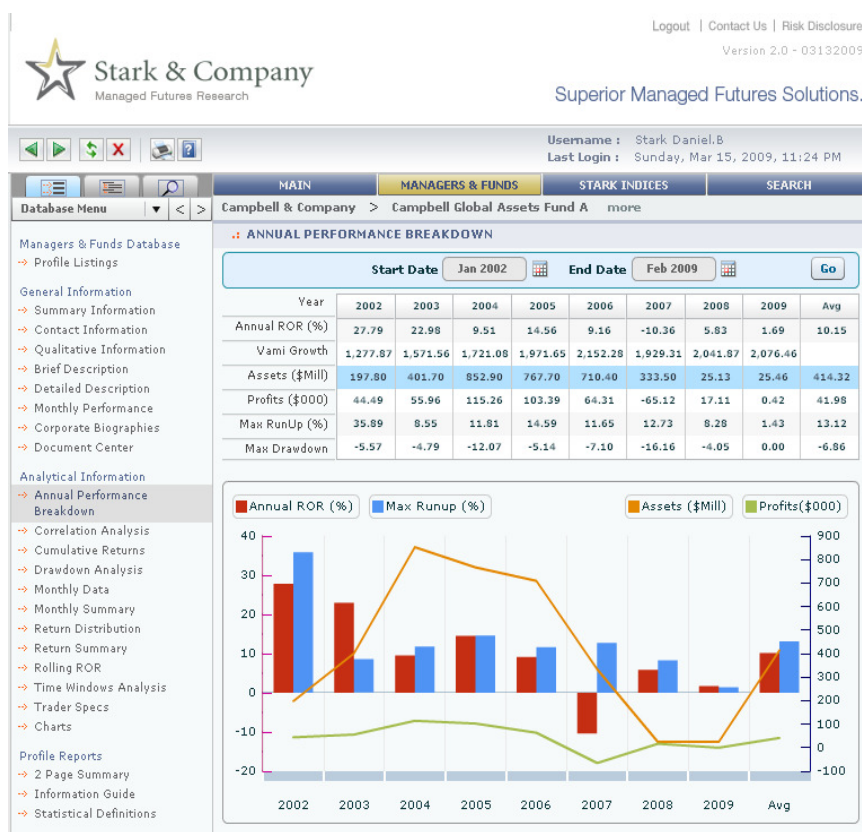 Logout | Contact Us | Risk Disclosure
Version 2.0 - 03132009
Stark & Company
Managed Futures Research
Superior Managed Futures Solutions.
Username : Stark Daniel.B
Last Login : Sunday, Mar 15, 2009, 11:24 PM
MAIN MANAGERS & FUNDS STARK INDICES SEARCH
Database Menu ▼ < >
Campbell & Company > Campbell Global Assets Fund A more
Managers & Funds Database
Profile Listings
General Information
Summary Information
Contact Information
Qualitative Information
Brief Description
Detailed Description
Monthly Performance
Corporate Biographies
Document Center
Analytical Information
Annual Performance
Breakdown
Correlation Analysis
Cumulative Returns
Drawdown Analysis
Monthly Data
Monthly Summary
Return Distribution
Return Summary
Rolling ROR
Time Windows Analysis
Trader Specs
Charts
Profile Reports
2 Page Summary
Information Guide
Statistical Definitions
.: ANNUAL PERFORMANCE BREAKDOWN
Start Date Jan 2002 End Date Feb 2009 Go
Year 2002 2003 2004 2005 2006 2007 2008 2009 Avg
Annual ROR (%) 27.79 22.98 9.51 14.56 9.16 -10.36 5.83 1.69 10.15
Vami Growth 1,277.87 1,571.56 1,721.08 1,971.65 2,152.28 1,929.31 2,041.87 2,076.46
Assets ($Mill) 197.80 401.70 852.90 767.70 710.40 333.50 25.13 25.46 414.32
Profits ($000) 44.49 55.96 115.26 103.39 64.31 -65.12 17.11 0.42 41.98
Max RunUp (%) 35.89 8.55 11.81 14.59 11.65 12.73 8.28 1.43 13.12
Max Drawdown -5.57 -4.79 -12.07 -5.14 -7.10 -16.16 -4.05 0.00 -6.86
Annual ROR (%) Max Runup (%) Assets ($Mill) Profits($000)
40 900
30 800
700
20 600
500
10 400
300
0 200
100
-10 0
-20 -100
2002 2003 2004 2005 2006 2007 2008 2009 Avg